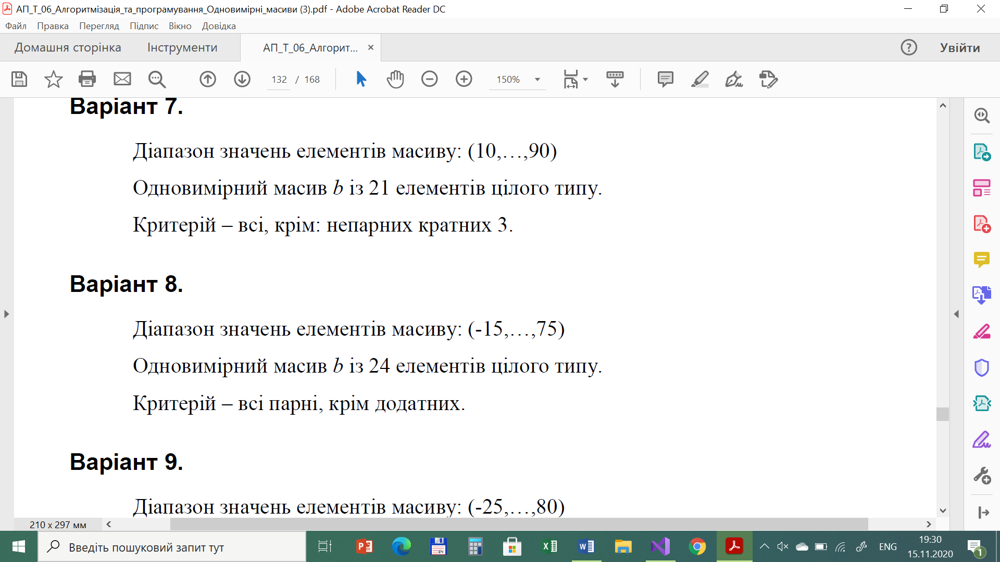 АП_Т_06_Алгоритмізація_та_програмування_Одновимірні_масиви (3).pdf - Adobe Acrobat Reader DC
Файл Правка Перегляд Підпис Вікно Довідка
Домашня сторінка Інструменти АП_Т_06_Алгорит... Увійти
132 / 168 150%
Варіант 7.
Діапазон значень елементів масиву: (10,…,90)
Одновимірний масив b із 21 елементів цілого типу.
Критерій – всі, крім: непарних кратних 3.
Варіант 8.
Діапазон значень елементів масиву: (-15,…,75)
Одновимірний масив b із 24 елементів цілого типу.
Критерій – всі парні, крім додатних.
Варіант 9.
Діапазон значень елементів масиву: (-25,…,80)
210 x 297 мм
Введіть пошуковий запит тут
ENG
19:30
15.11.2020
1